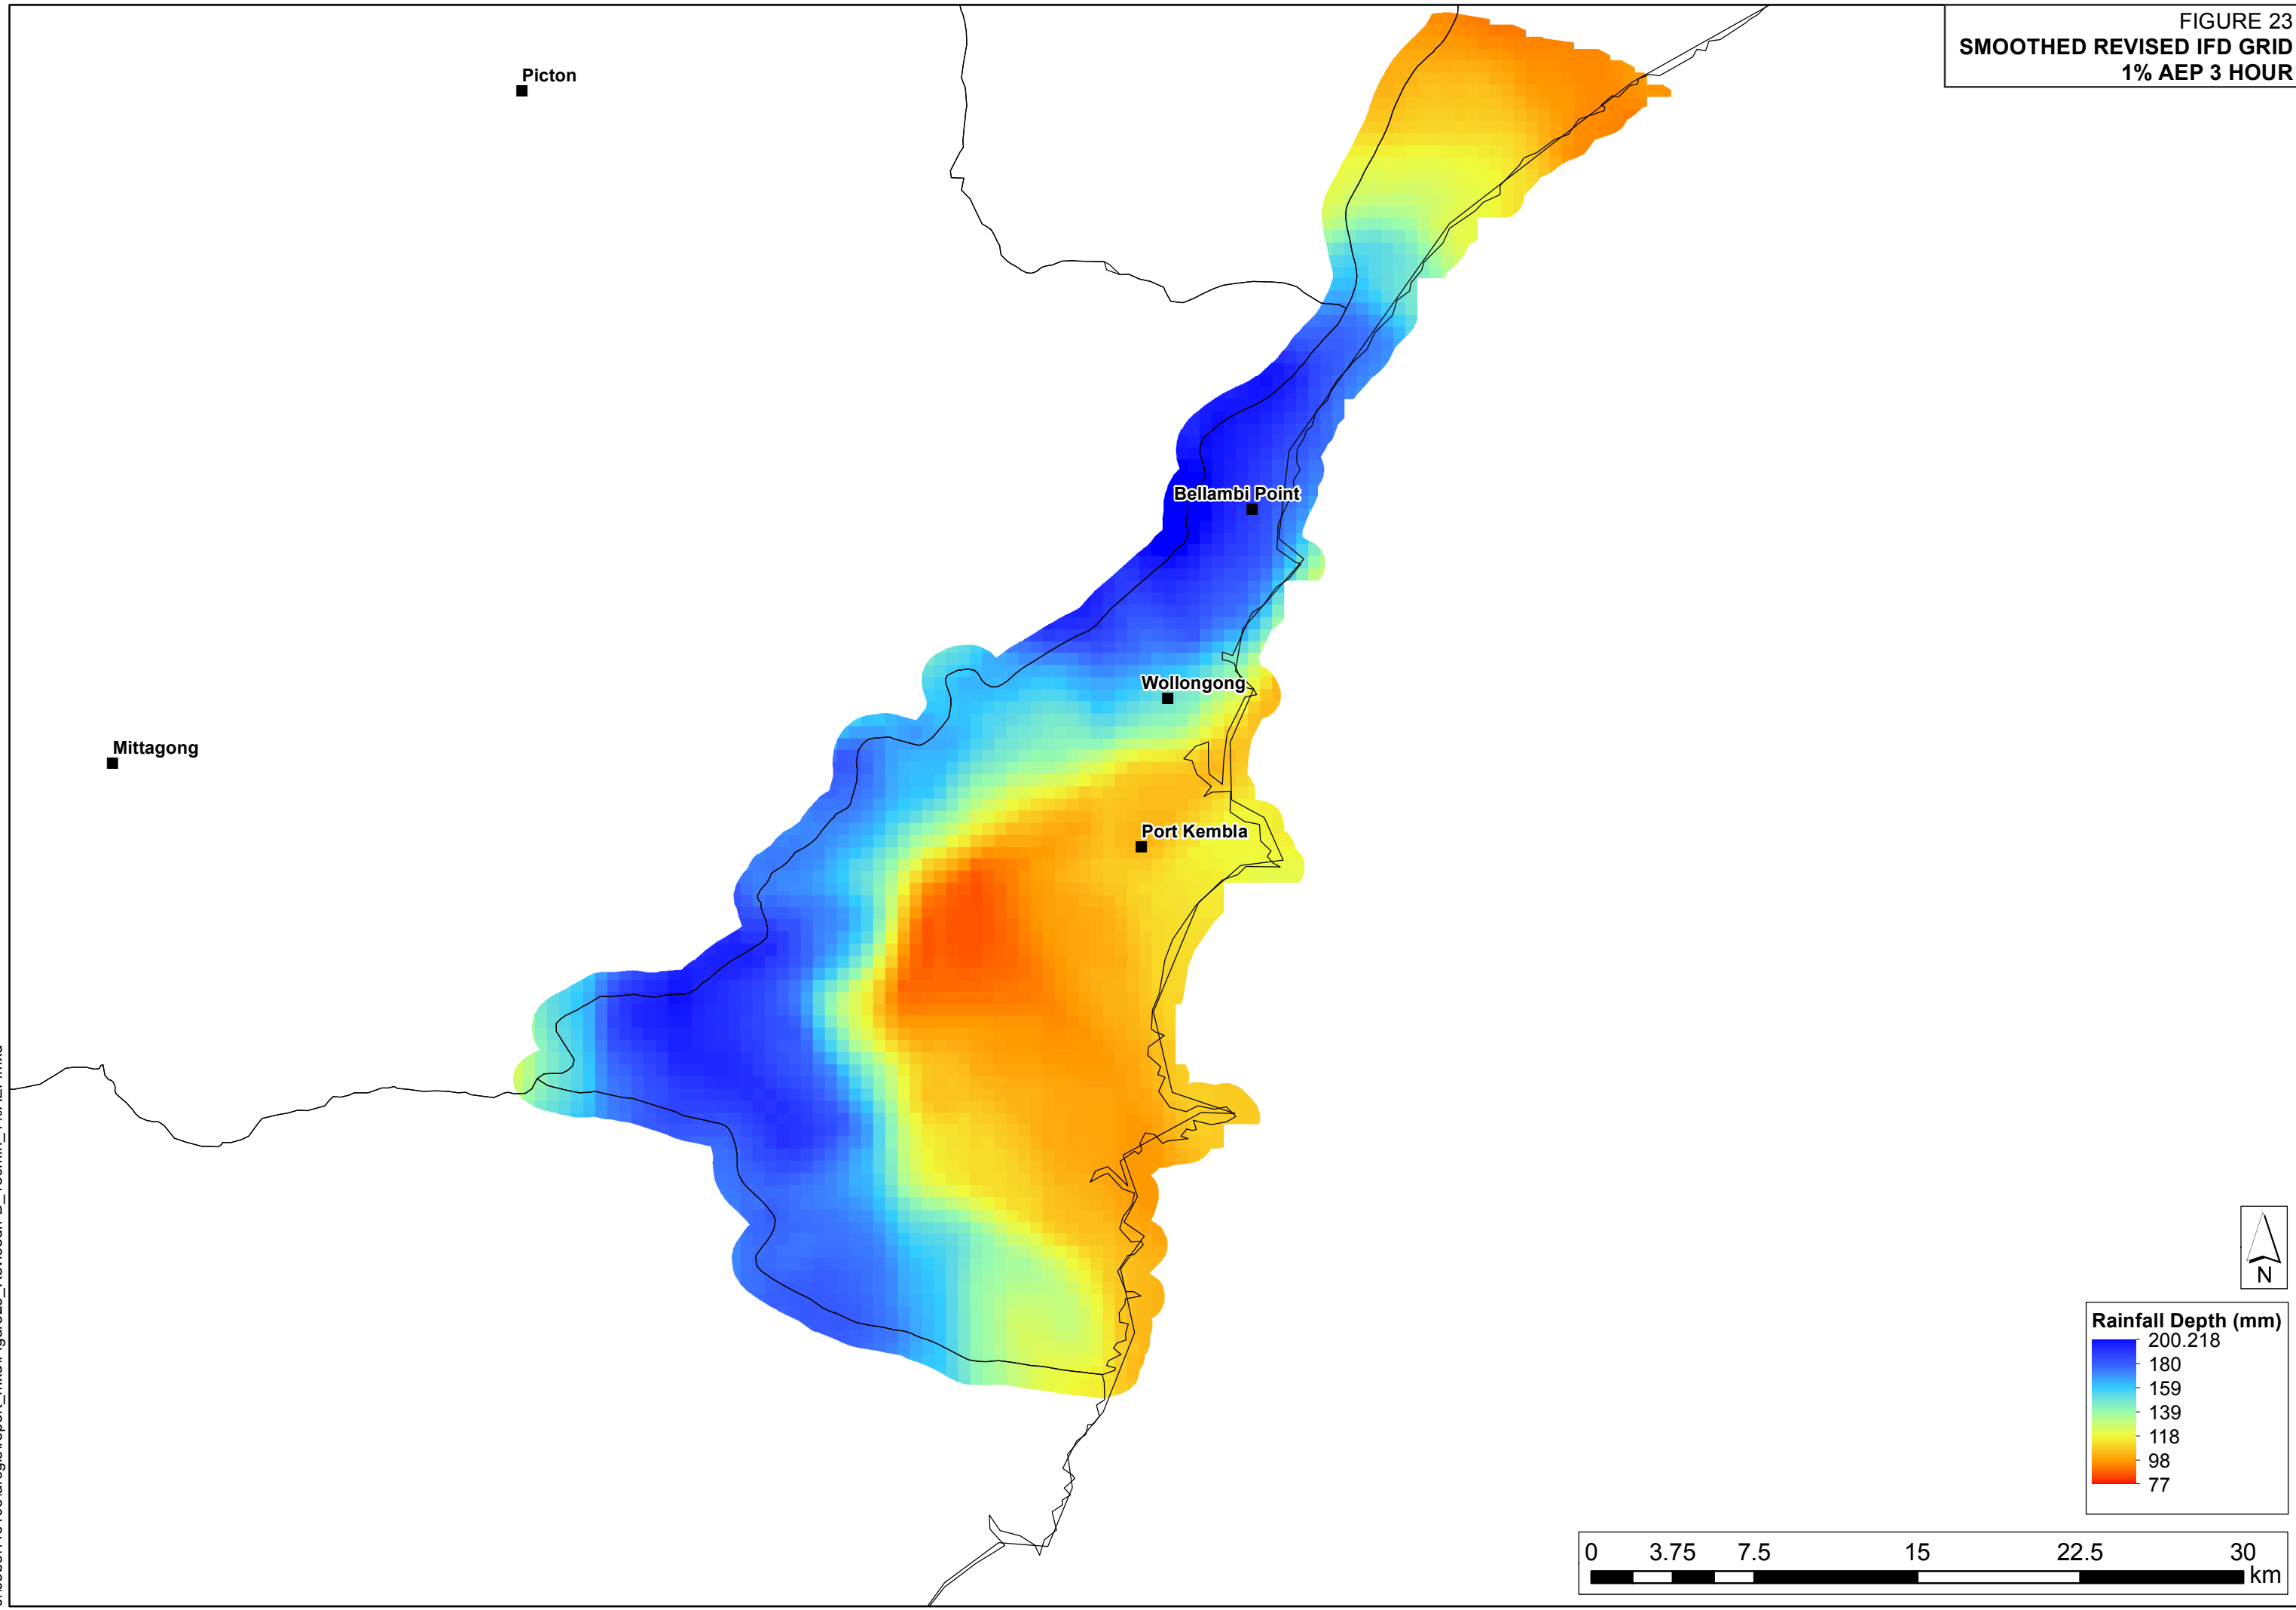 FIGURE 23
SMOOTHED REVISED IFD GRID
1% AEP 3 HOUR
Picton
Bellambi Point
Wollongong
Mittagong
Port Kembla
N
Rainfall Depth (mm)
200.218
180
159
139
118
98
77
0 3.75 7.5 15 22.5 30
km